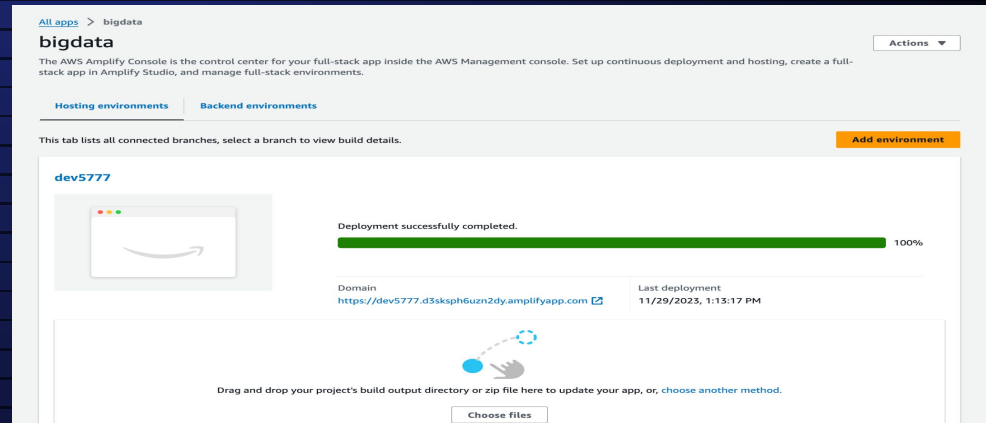 All apps > bigdata
bigdata
Actions
The AWS Amplify Console is the control center for your full-stack app inside the AWS Management console. Set up continuous deployment and hosting, create a full-
stack app in Amplify Studio, and manage full-stack environments.
Hosting environments
Backend environments
This tab lists all connected branches, select a branch to view build details.
Add environment
dev5777
Deployment successfully completed.
100%
Domain
https://dev5777.d3sksph6uzn2dy.amplifyapp.com
Last deployment
11/29/2023, 1:13:17 PM
Drag and drop your project's build output directory or zip file here to update your app, or, choose another method.
Choose files